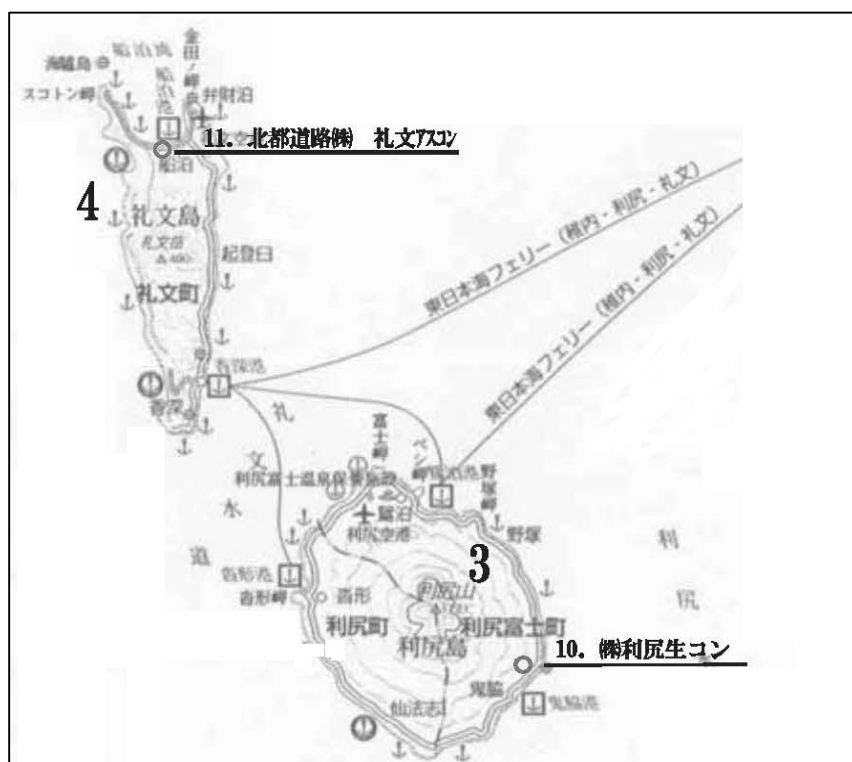 海驢島
スコトン岬
金田ノ岬
弁財泊
11. 北都道路㈱ 礼文アスコン
船泊
4
礼文島
礼文岳
起登臼
礼文町
香深港
香深
東日本海フェリー（稚内-利尻-礼文）
東日本海フェリー（稚内-利尻-礼文）
礼文水道
富士岬
ペシ岬
利尻富士温泉保養施設
野塚岬
鴛泊
利尻空港
野塚
利尻
3
沓形港
沓形岬
沓形
利尻山
利尻町
利尻富士町
利尻島
10. ㈱利尻生コン
鬼脇
仙法志
鬼脇港